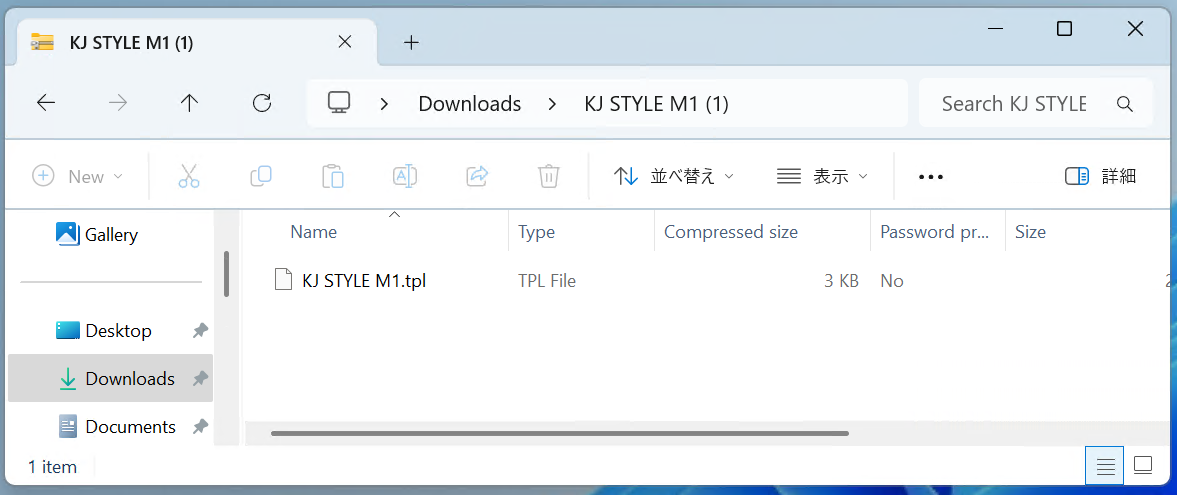 KJ STYLE M1 (1)
Downloads KJ STYLE M1 (1) Search KJ STYLE
New 並べ替え 表示 詳細
Gallery Name Type Compressed size Password pr... Size
KJ STYLE M1.tpl TPL File 3 KB No 2
Desktop
Downloads
Documents
1 item